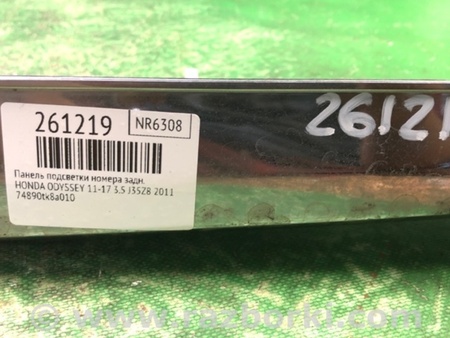 261219 NR6308
Панель подсветки номера задн.
HONDA ODYSSEY 11-17 3.5 J35Z8 2011
74890tk8a010
26121
www.razborki.com